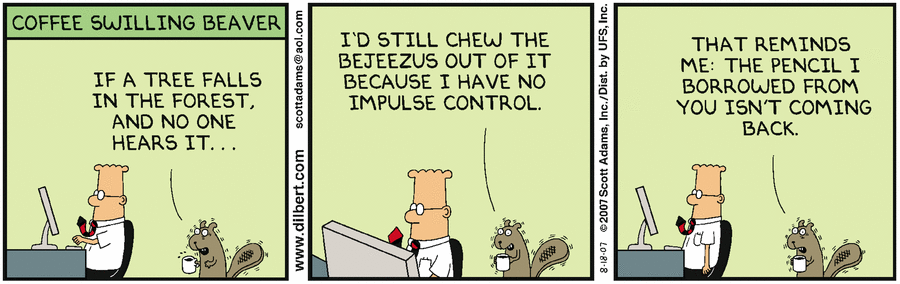 COFFEE SWILLING BEAVER
IF A TREE FALLS
IN THE FOREST,
AND NO ONE
HEARS IT...
www.dilbert.com
scottadams@aol.com
I'D STILL CHEW THE
BEJEEZUS OUT OF IT
BECAUSE I HAVE NO
IMPULSE CONTROL.
8-18-07 ©2007 Scott Adams, Inc./Dist. by UFS, Inc.
THAT REMINDS
ME: THE PENCIL I
BORROWED FROM
YOU ISN'T COMING
BACK.